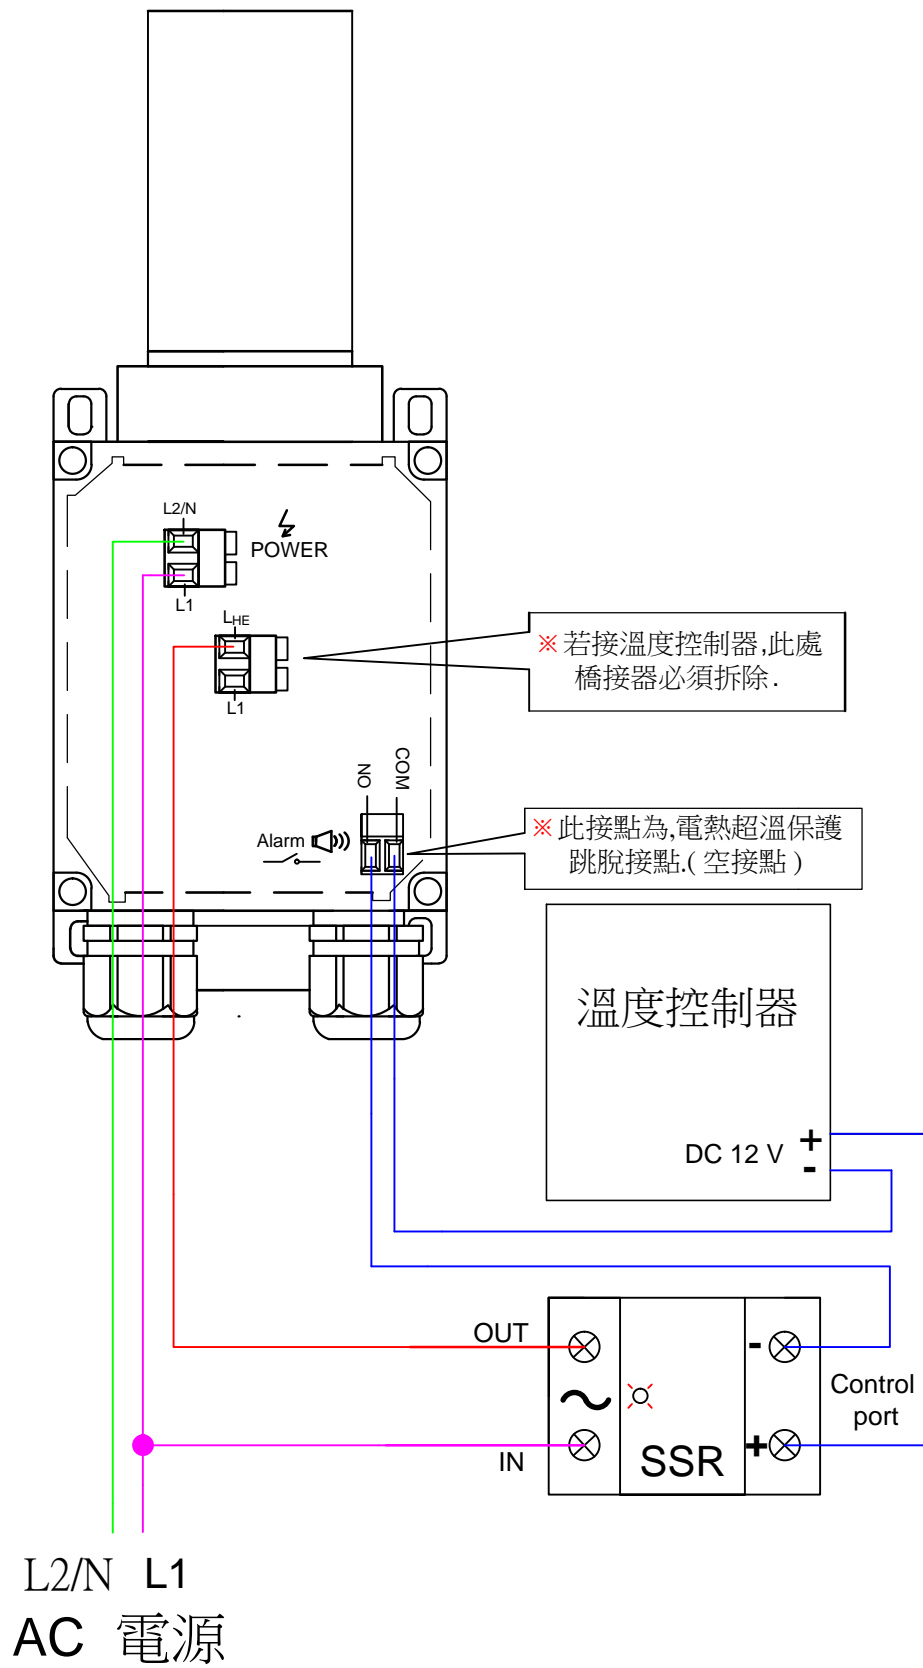 L2/N
POWER
L1
LHE
L1
※若接溫度控制器,此處
橋接器必須拆除.
NO
COM
Alarm
※此接點為,電熱超溫保護
跳脫接點.(空接點)
溫度控制器
DC 12 V
+
-
OUT
-
Control
port
IN
SSR
+
L2/N L1
AC 電源